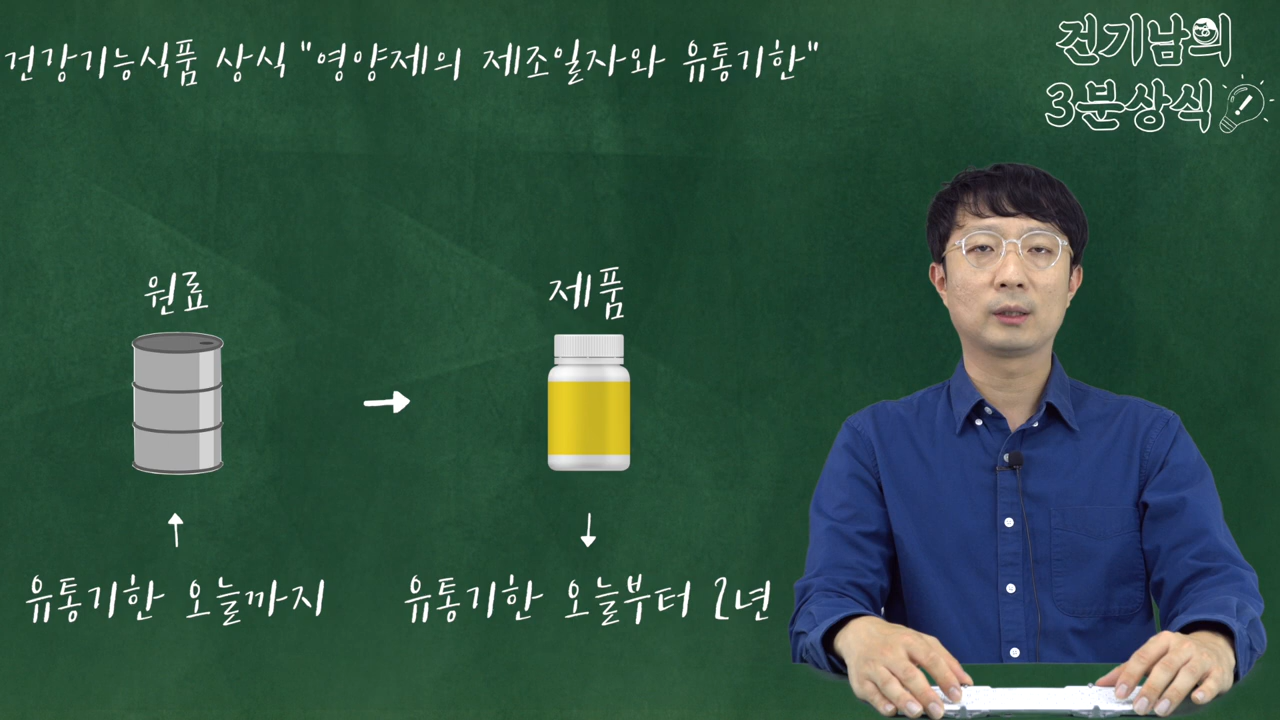 건강기능식품 상식 "영양제의 제조일자와 유통기한"
건기남의
3분상식
원료
제품
유통기한 오늘까지
유통기한 오늘부터 2년